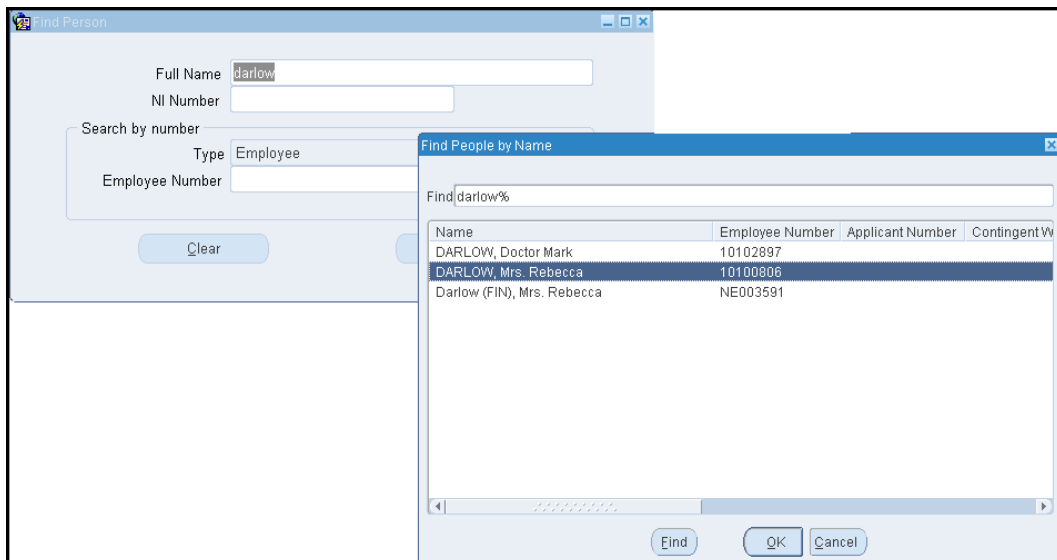 Find Person
Full Name darlow
NI Number
Search by number
Type Employee
Employee Number
Clear
Find People by Name
Find darlow%
Name Employee Number Applicant Number Contingent W
DARLOW, Doctor Mark 10102897
DARLOW, Mrs. Rebecca 10100806
Darlow (FIN), Mrs. Rebecca NE003591
Find OK Cancel